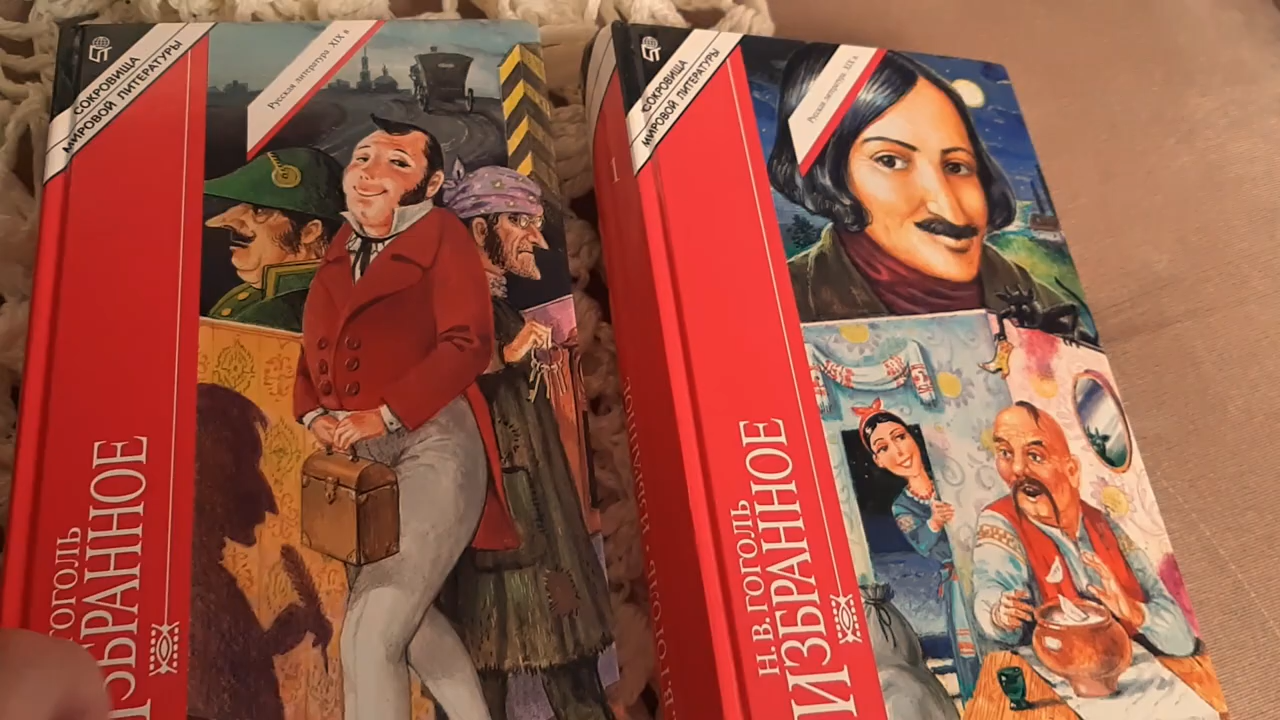 СОКРОВИЩА
МИРОВОЙ ЛИТЕРАТУРЫ
Русская литература XIX в
ГОГОЛЬ
ИЗБРАННОЕ
СОКРОВИЩА
МИРОВОЙ ЛИТЕРАТУРЫ
Русская литература XIX в.
1
Н.В.ГОГОЛЬ
ИЗБРАННОЕ